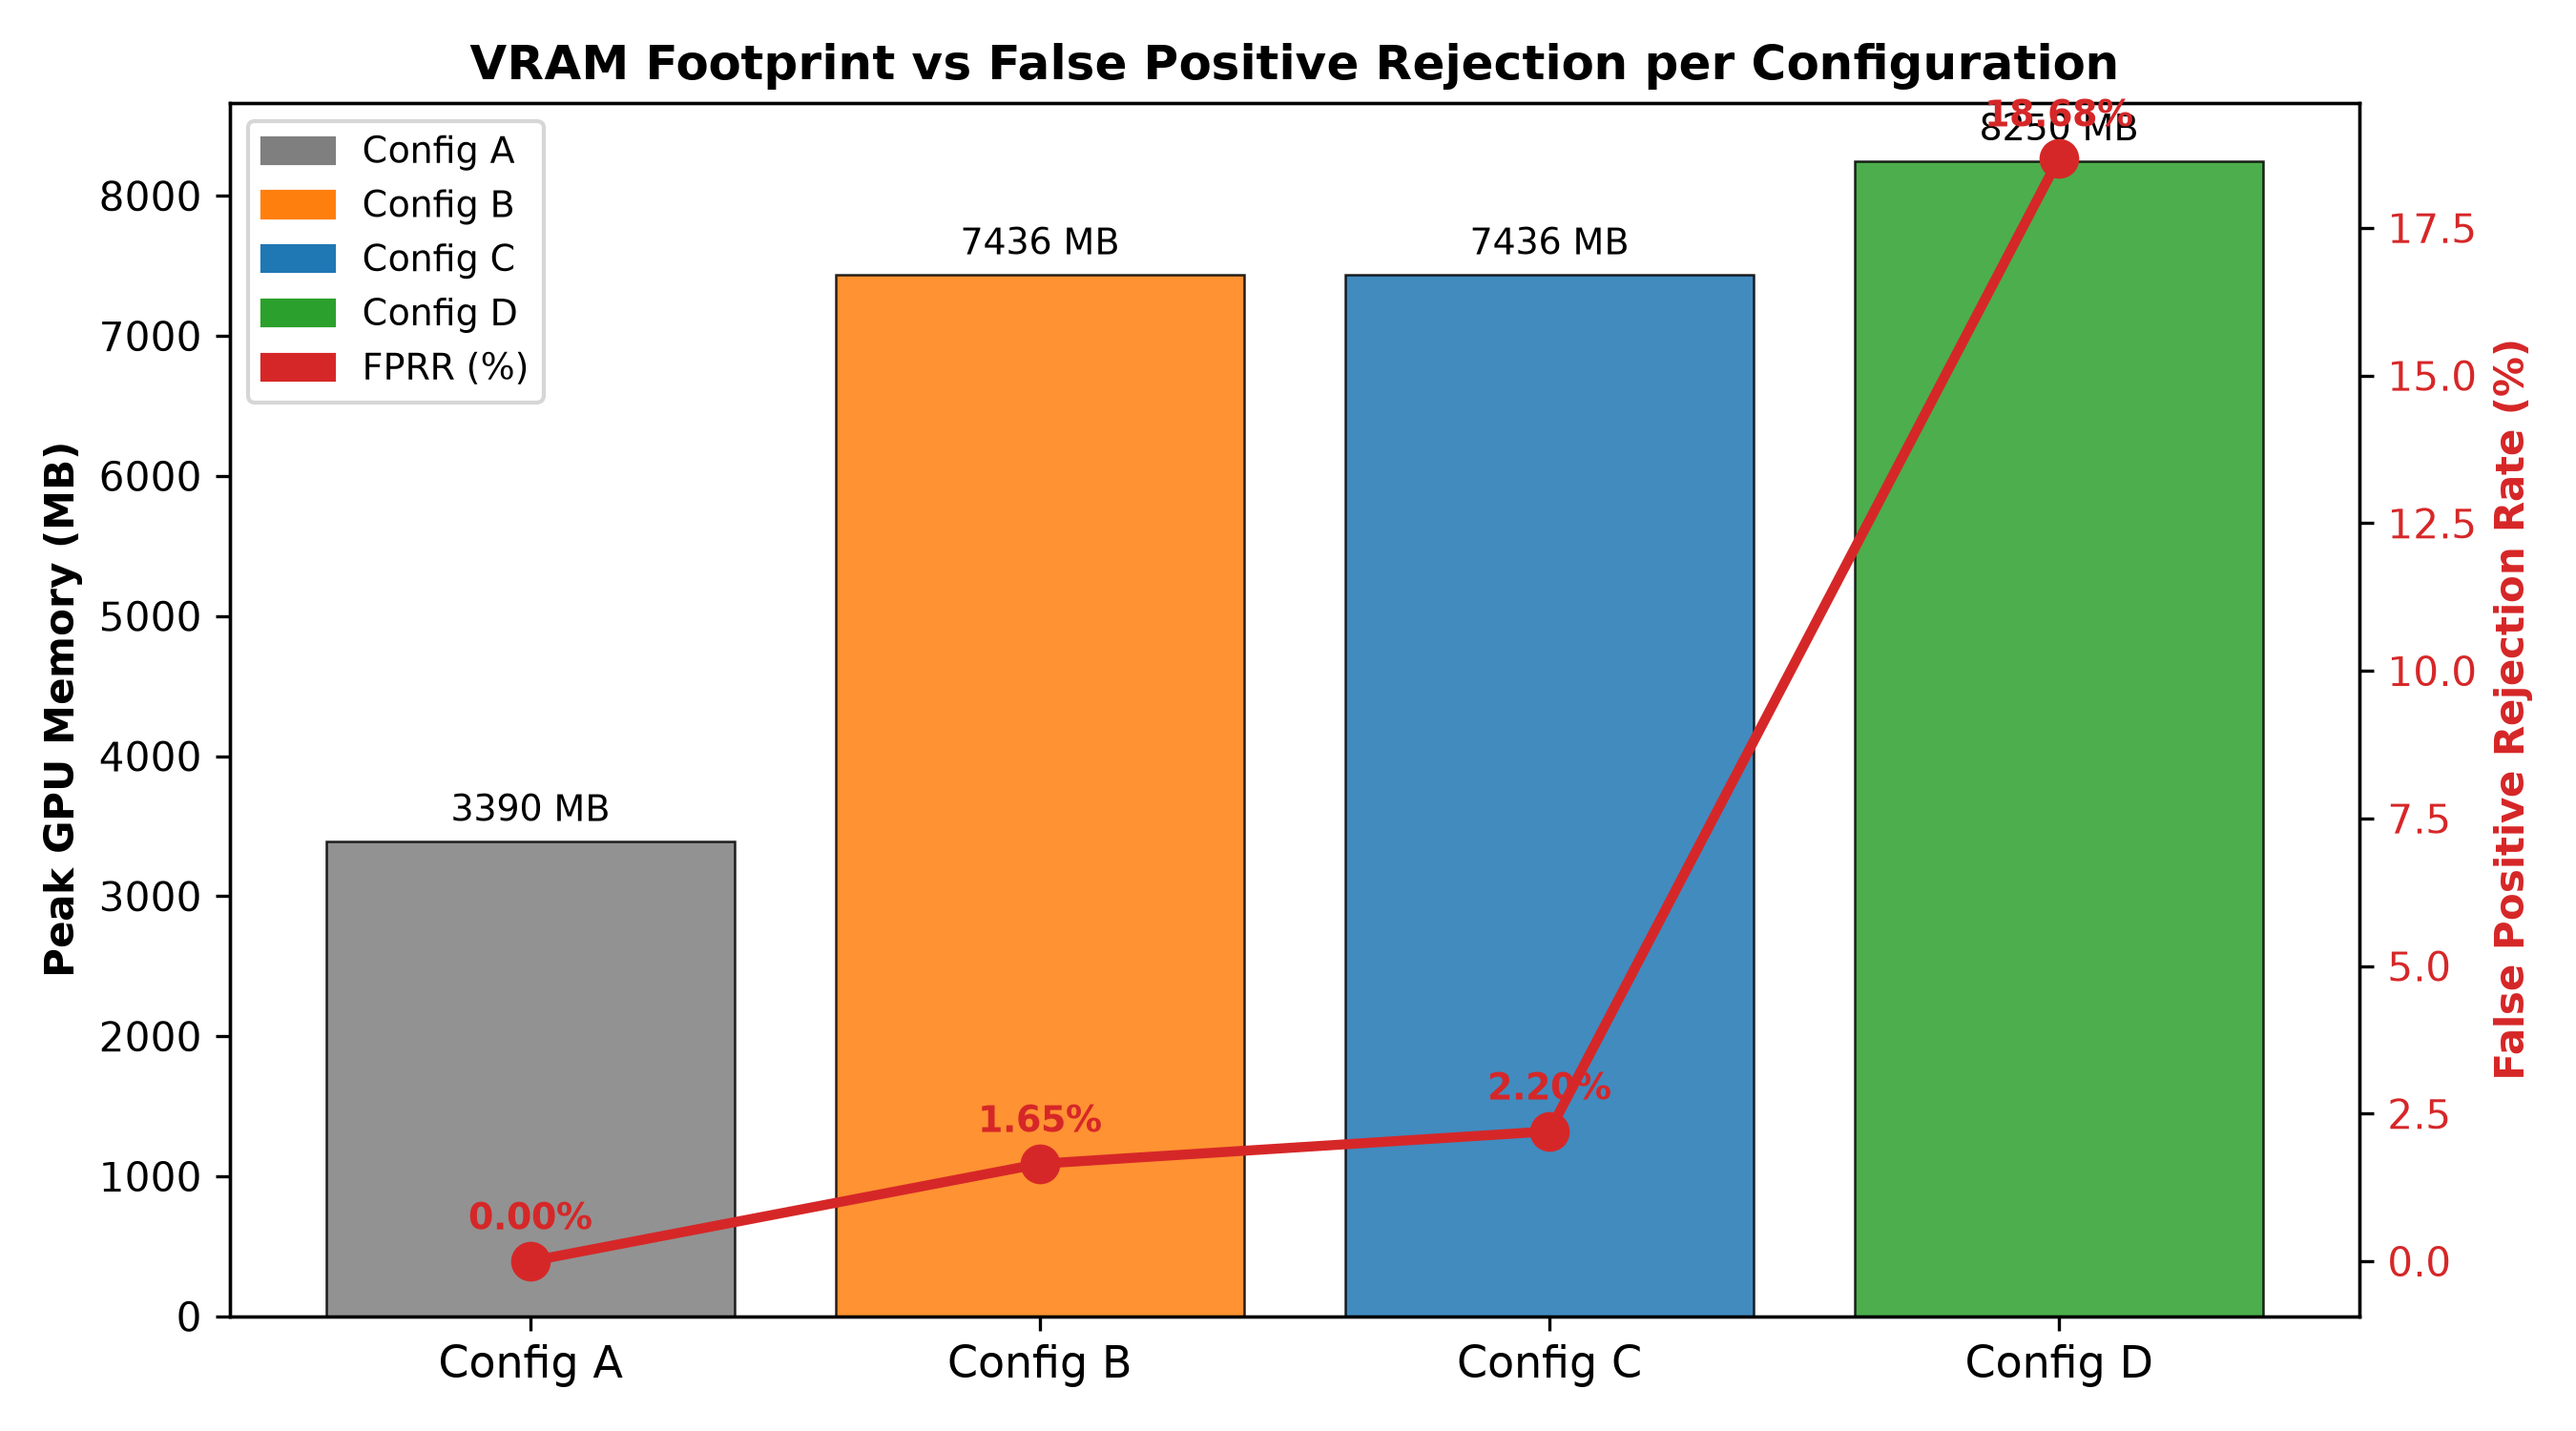 VRAM Footprint vs False Positive Rejection per Configuration
Config A
Config B
Config C
Config D
FPRR (%)
Peak GPU Memory (MB)
8000
7000
6000
5000
4000
3000
2000
1000
0
3390 MB
7436 MB
7436 MB
8250 MB
0.00%
1.65%
2.20%
18.68%
17.5
15.0
12.5
10.0
7.5
5.0
2.5
0.0
False Positive Rejection Rate (%)
Config A
Config B
Config C
Config D